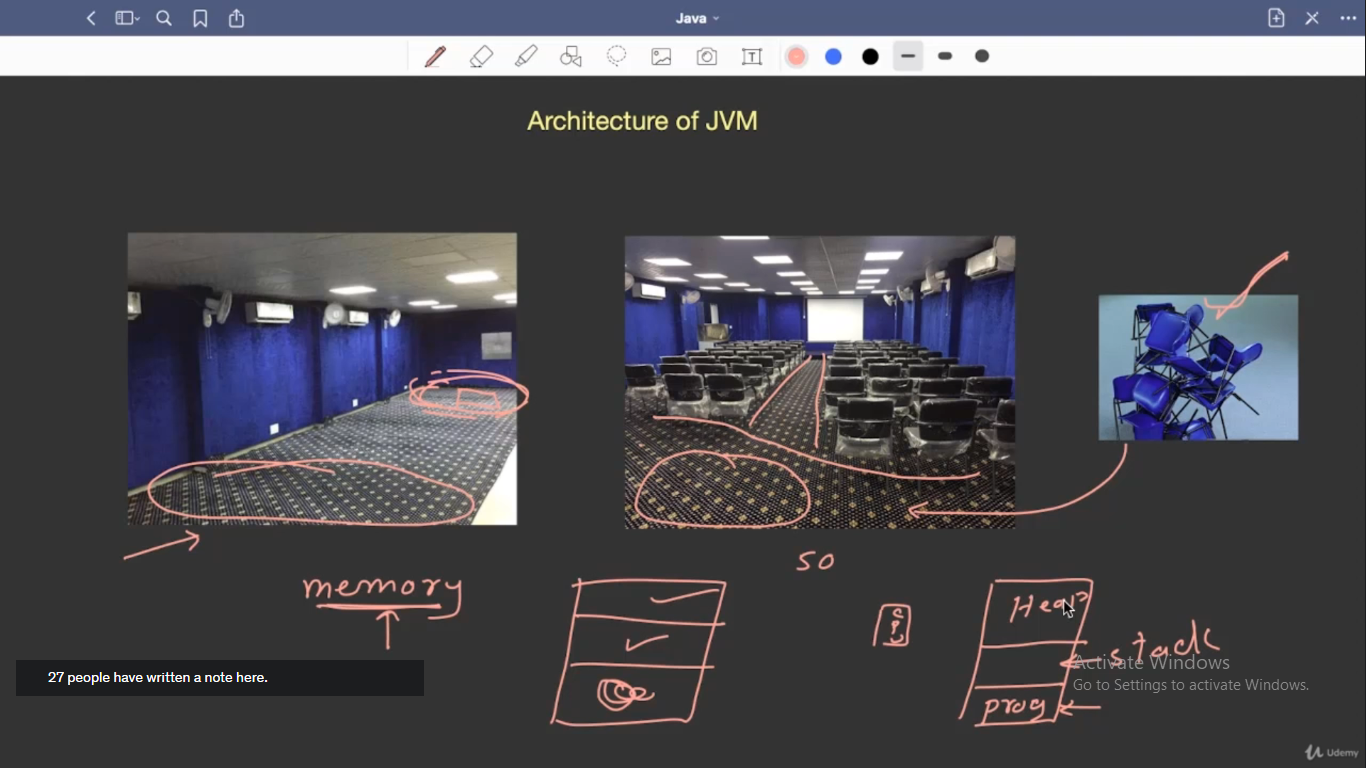 Java
T
Architecture of JVM
50
memory
Heap
CPU
stack
Activate Windows
Go to Settings to activate Windows.
27 people have written a note here.
prog
Udemy